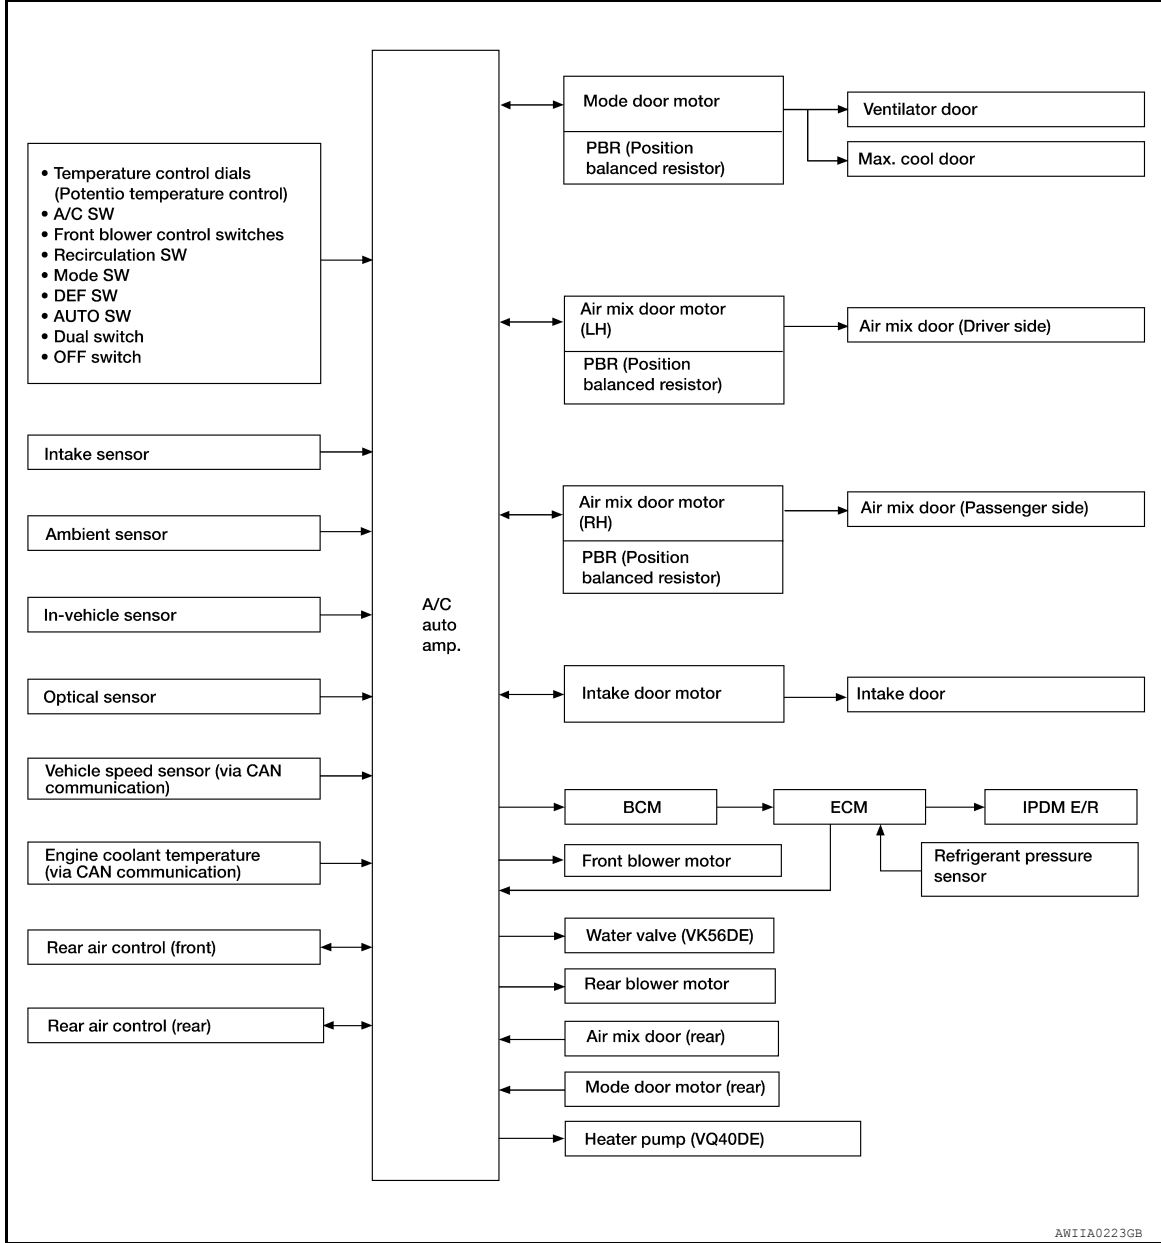 • Temperature control dials
(Potentio temperature control)
• A/C SW
• Front blower control switches
• Recirculation SW
• Mode SW
• DEF SW
• AUTO SW
• Dual switch
• OFF switch
Intake sensor
Ambient sensor
In-vehicle sensor
Optical sensor
Vehicle speed sensor (via CAN
communication)
Engine coolant temperature
(via CAN communication)
Rear air control (front)
Rear air control (rear)
A/C
auto
amp.
Mode door motor
PBR (Position
balanced resistor)
Ventilator door
Max. cool door
Air mix door motor
(LH)
PBR (Position
balanced resistor)
Air mix door (Driver side)
Air mix door motor
(RH)
PBR (Position
balanced resistor)
Air mix door (Passenger side)
Intake door motor
Intake door
BCM
ECM
IPDM E/R
Front blower motor
Refrigerant pressure
sensor
Water valve (VK56DE)
Rear blower motor
Air mix door (rear)
Mode door motor (rear)
Heater pump (VQ40DE)
AWIIA0223GB